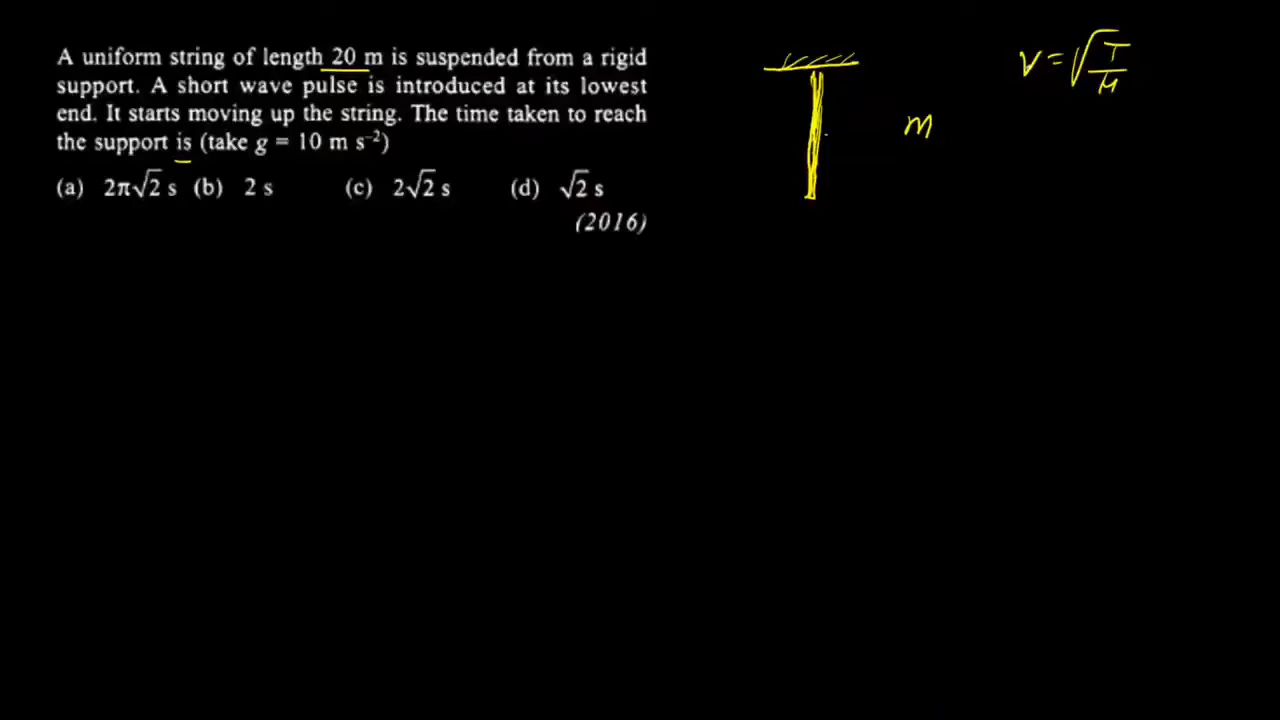 A uniform string of length 20 m is suspended from a rigid
support. A short wave pulse is introduced at its lowest
end. It starts moving up the string. The time taken to reach
the support is (take g = 10 m s⁻²)
(a) 2π√2 s (b) 2 s (c) 2√2 s (d) √2 s
(2016)
m
V = √T/μ